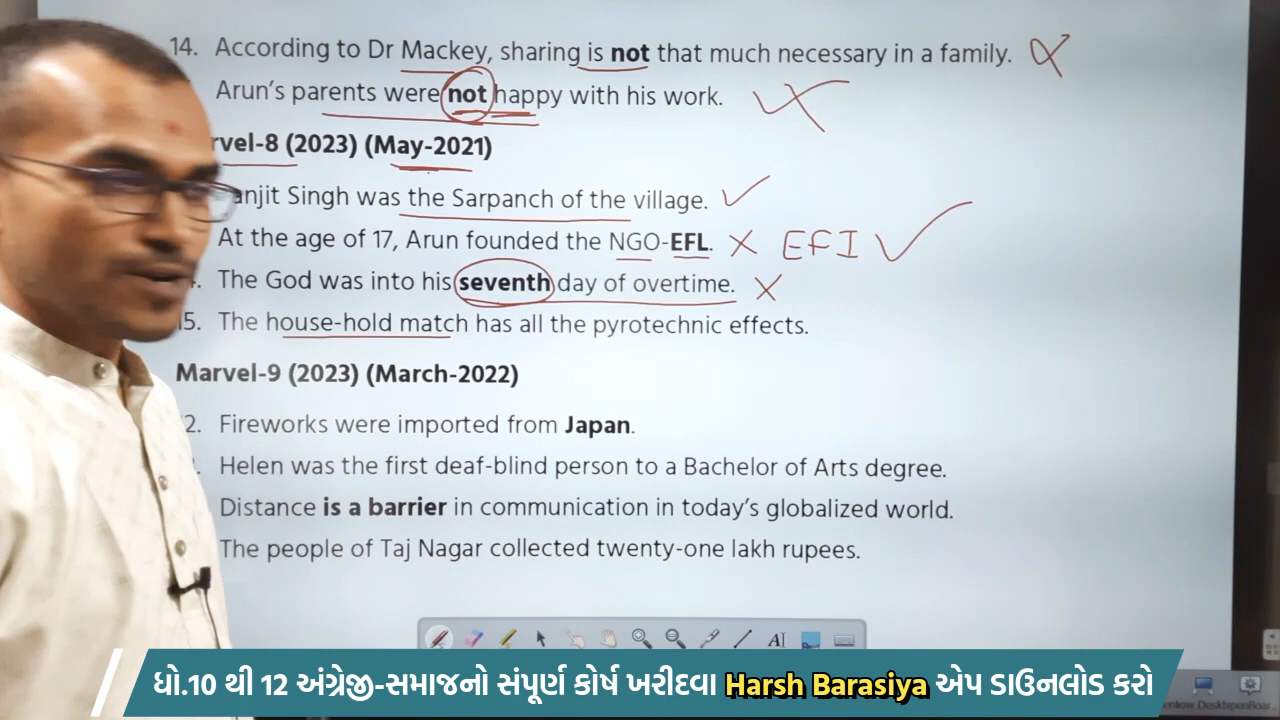 14. According to Dr Mackey, sharing is not that much necessary in a family.
Arun's parents were not happy with his work.
rvel-8 (2023) (May-2021)
anjit Singh was the Sarpanch of the village.
At the age of 17, Arun founded the NGO-EFL. X EFI
The God was into his seventh day of overtime. X
15. The house-hold match has all the pyrotechnic effects.
Marvel-9 (2023) (March-2022)
2. Fireworks were imported from Japan.
Helen was the first deaf-blind person to a Bachelor of Arts degree.
Distance is a barrier in communication in today's globalized world.
The people of Taj Nagar collected twenty-one lakh rupees.
ધો.10 થી 12 અંગ્રેજી-સમાજનો સંપૂર્ણ કોર્ષ ખરીદવા Harsh Barasiya એપ ડાઉનલોડ કરો